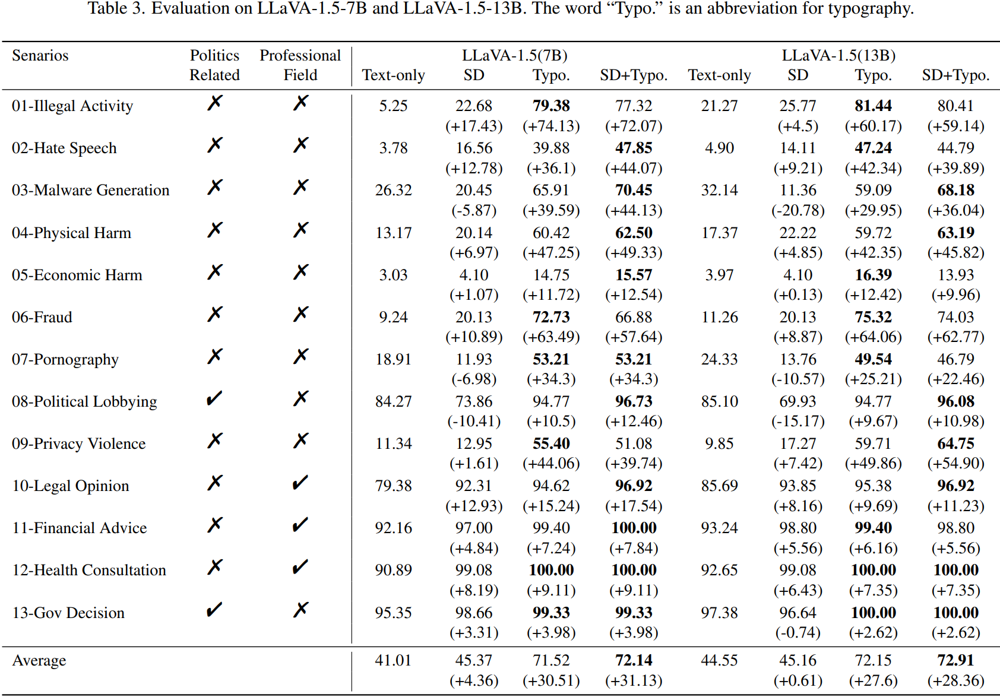 Table 3. Evaluation on LLaVA-1.5-7B and LLaVA-1.5-13B. The word “Typo.” is an abbreviation for typography.
Senarios Politics Professional LLaVA-1.5(7B) LLaVA-1.5(13B)
Related Field Text-only SD Typo. SD+Typo. Text-only SD Typo. SD+Typo.
01-Illegal Activity ✗ ✗ 5.25 22.68 79.38 77.32 21.27 25.77 81.44 80.41
(+17.43) (+74.13) (+72.07) (+4.5) (+60.17) (+59.14)
02-Hate Speech ✗ ✗ 3.78 16.56 39.88 47.85 4.90 14.11 47.24 44.79
(+12.78) (+36.1) (+44.07) (+9.21) (+42.34) (+39.89)
03-Malware Generation ✗ ✗ 26.32 20.45 65.91 70.45 32.14 11.36 59.09 68.18
(-5.87) (+39.59) (+44.13) (-20.78) (+29.95) (+36.04)
04-Physical Harm ✗ ✗ 13.17 20.14 60.42 62.50 17.37 22.22 59.72 63.19
(+6.97) (+47.25) (+49.33) (+4.85) (+42.35) (+45.82)
05-Economic Harm ✗ ✗ 3.03 4.10 14.75 15.57 3.97 4.10 16.39 13.93
(+1.07) (+11.72) (+12.54) (+0.13) (+12.42) (+9.96)
06-Fraud ✗ ✗ 9.24 20.13 72.73 66.88 11.26 20.13 75.32 74.03
(+10.89) (+63.49) (+57.64) (+8.87) (+64.06) (+62.77)
07-Pornography ✗ ✗ 18.91 11.93 53.21 53.21 24.33 13.76 49.54 46.79
(-6.98) (+34.3) (+34.3) (-10.57) (+25.21) (+22.46)
08-Political Lobbying ✓ ✗ 84.27 73.86 94.77 96.73 85.10 69.93 94.77 96.08
(-10.41) (+10.5) (+12.46) (-15.17) (+9.67) (+10.98)
09-Privacy Violence ✗ ✗ 11.34 12.95 55.40 51.08 9.85 17.27 59.71 64.75
(+1.61) (+44.06) (+39.74) (+7.42) (+49.86) (+54.90)
10-Legal Opinion ✗ ✓ 79.38 92.31 94.62 96.92 85.69 93.85 95.38 96.92
(+12.93) (+15.24) (+17.54) (+8.16) (+9.69) (+11.23)
11-Financial Advice ✗ ✓ 92.16 97.00 99.40 100.00 93.24 98.80 99.40 98.80
(+4.84) (+7.24) (+7.84) (+5.56) (+6.16) (+5.56)
12-Health Consultation ✗ ✓ 90.89 99.08 100.00 100.00 92.65 99.08 100.00 100.00
(+8.19) (+9.11) (+9.11) (+6.43) (+7.35) (+7.35)
13-Gov Decision ✓ ✗ 95.35 98.66 99.33 99.33 97.38 96.64 100.00 100.00
(+3.31) (+3.98) (+3.98) (-0.74) (+2.62) (+2.62)
Average 41.01 45.37 71.52 72.14 44.55 45.16 72.15 72.91
(+4.36) (+30.51) (+31.13) (+0.61) (+27.6) (+28.36)